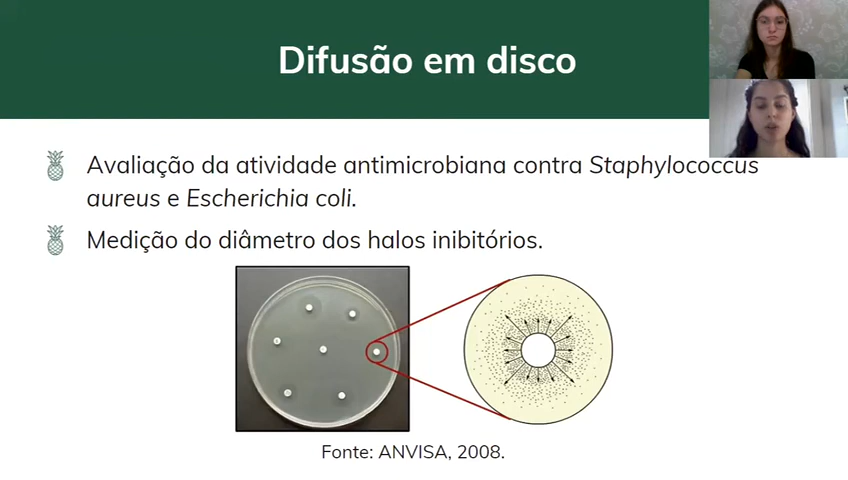 Difusão em disco
Avaliação da atividade antimicrobiana contra Staphylococcus
aureus e Escherichia coli.
Medição do diâmetro dos halos inibitórios.
Fonte: ANVISA, 2008.